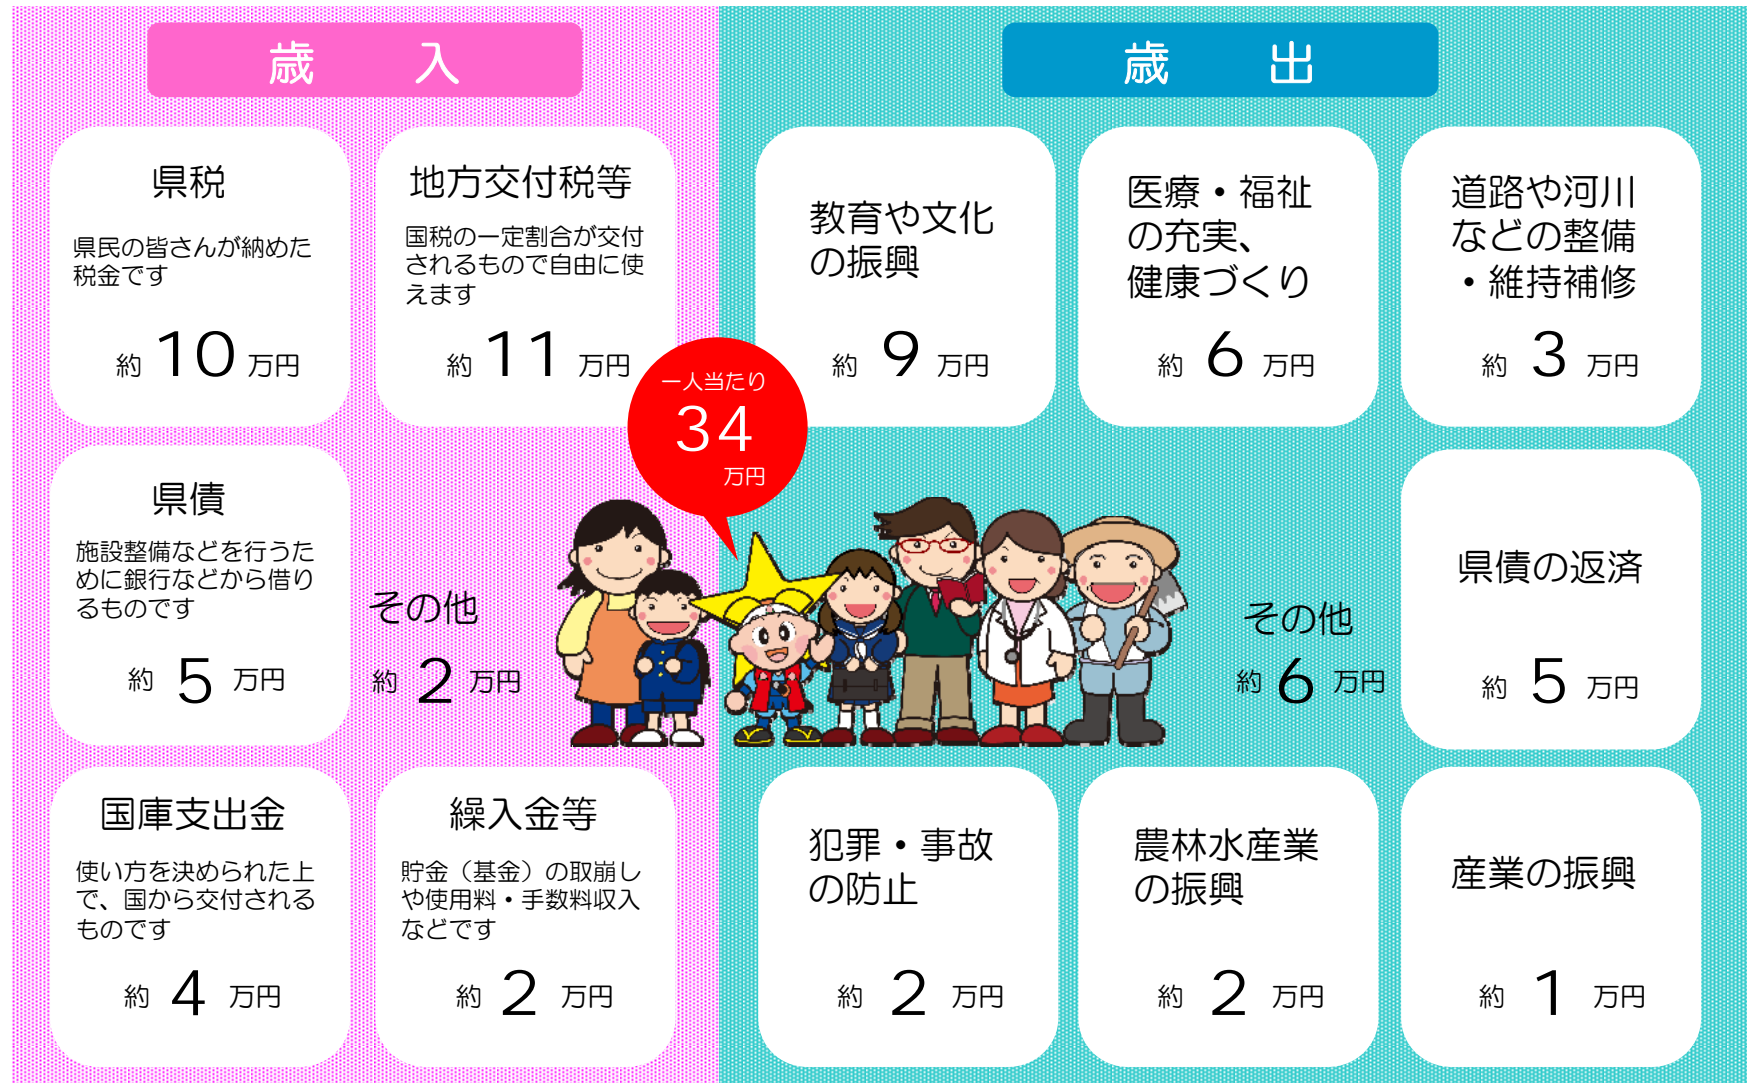 歳　入
県税
県民の皆さんが納めた
税金です
約 10 万円
地方交付税等
国税の一定割合が交付
されるもので自由に使
えます
約 11 万円
県債
施設整備などを行うた
めに銀行などから借り
るものです
約 5 万円
その他
約 2 万円
国庫支出金
使い方を決められた上
で、国から交付される
ものです
約 4 万円
繰入金等
貯金（基金）の取崩し
や使用料・手数料収入
などです
約 2 万円
一人当たり
34
万円
歳　出
教育や文化
の振興
約 9 万円
医療・福祉
の充実、
健康づくり
約 6 万円
道路や河川
などの整備
・維持補修
約 3 万円
その他
約 6 万円
県債の返済
約 5 万円
犯罪・事故
の防止
約 2 万円
農林水産業
の振興
約 2 万円
産業の振興
約 1 万円